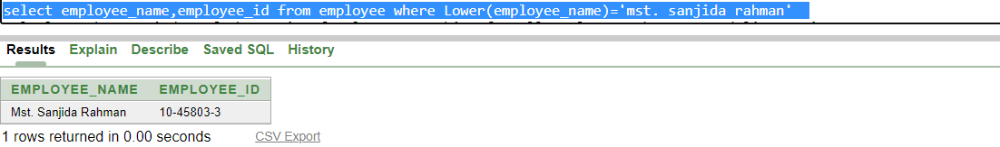 select employee_name,employee_id from employee where Lower(employee_name)='mst. sanjida rahman'
Results Explain Describe Saved SQL History
EMPLOYEE_NAME EMPLOYEE_ID
Mst. Sanjida Rahman 10-45803-3
1 rows returned in 0.00 seconds CSV Export